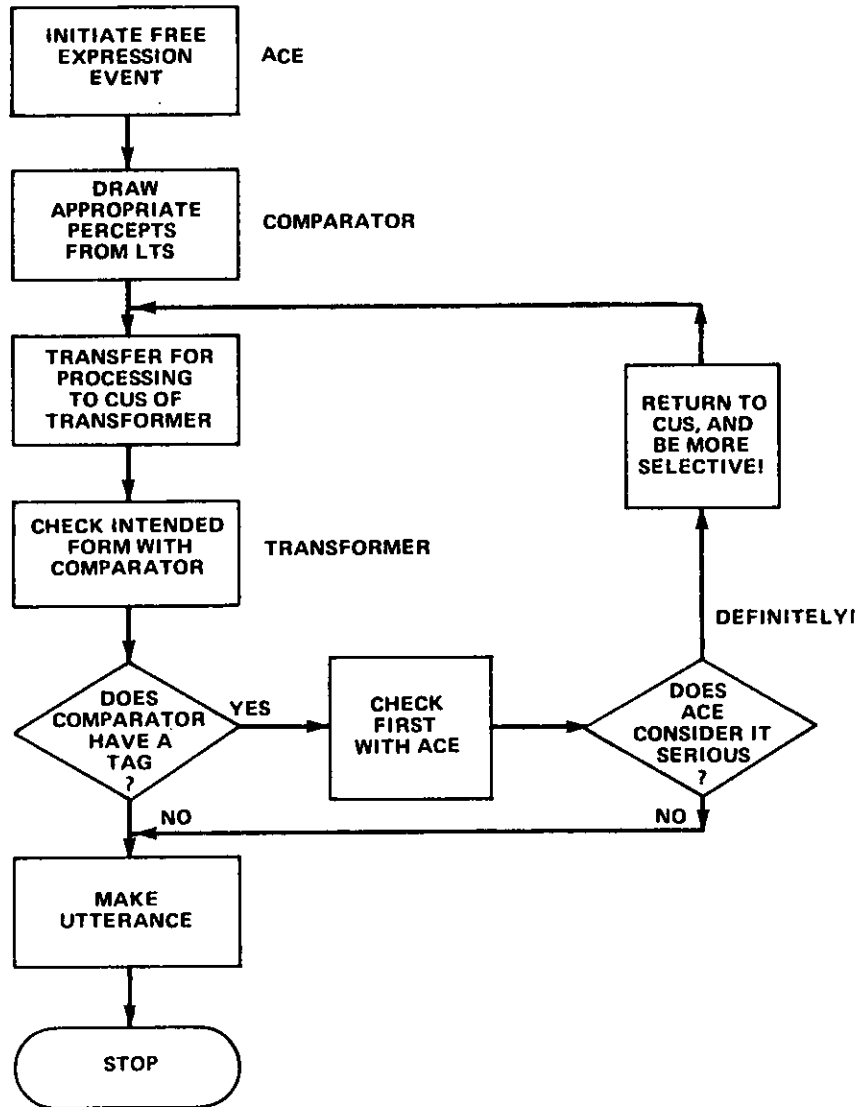 INITIATE FREE
EXPRESSION
EVENT
ACE
DRAW
APPROPRIATE
PERCEPTS
FROM LTS
COMPARATOR
TRANSFER FOR
PROCESSING
TO CUS OF
TRANSFORMER
RETURN TO
CUS, AND
BE MORE
SELECTIVE!
CHECK INTENDED
FORM WITH
COMPARATOR
TRANSFORMER
DEFINITELY!
DOES
COMPARATOR
HAVE A
TAG
?
YES
CHECK
FIRST
WITH ACE
DOES
ACE
CONSIDER IT
SERIOUS
?
NO
NO
MAKE
UTTERANCE
STOP